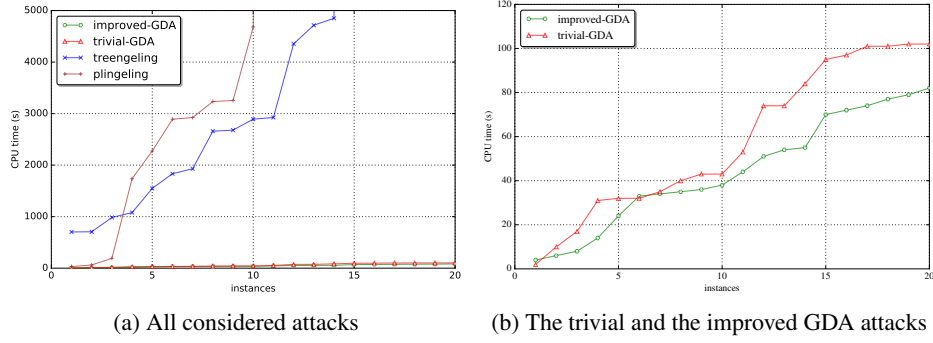 5000
4000
3000
2000
1000
0
CPU time (s)
improved-GDA
trivial-GDA
treengeling
plingeling
5
10
15
20
instances
(a) All considered attacks
120
100
80
60
40
20
0
CPU time (s)
improved-GDA
trivial-GDA
5
10
15
20
instances
(b) The trivial and the improved GDA attacks